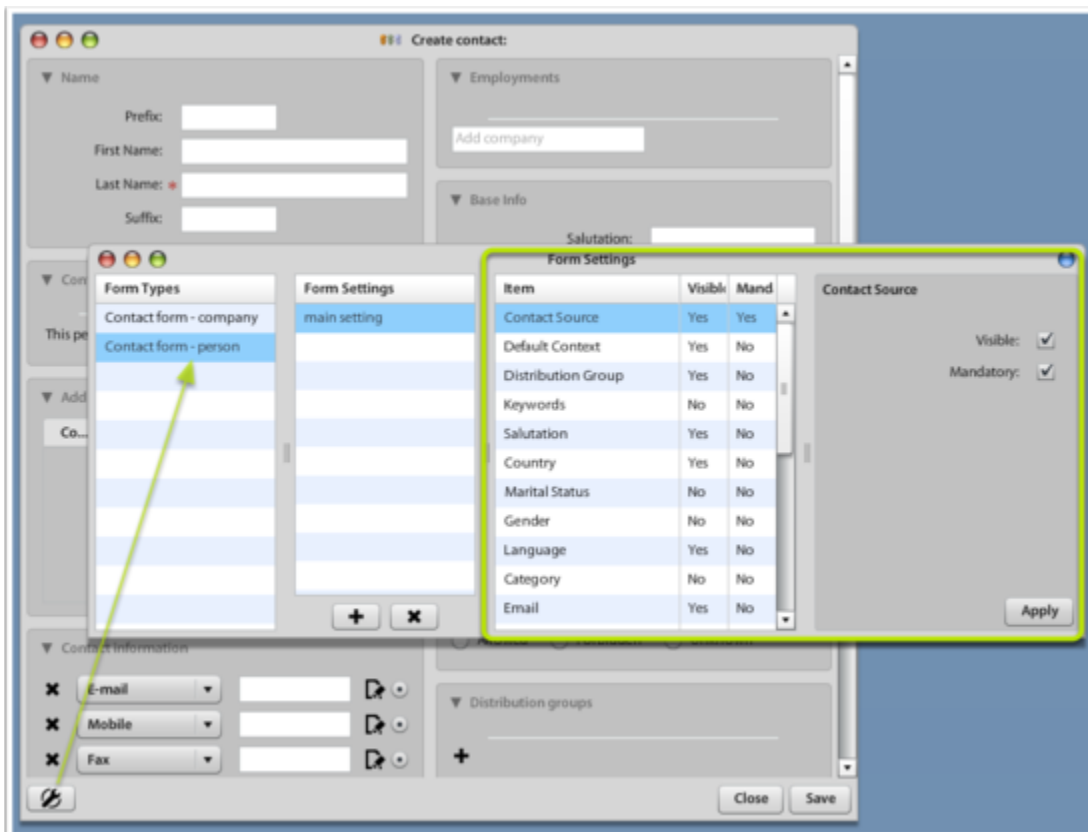 Create contact:
Name
Prefix:
First Name:
Last Name: *
Suffix:
Employments
Add company
Base Info
Salutation:
Con
This pe
Add
Co...
Form Settings
Form Types
Contact form - company
Contact form - person
Form Settings
main setting
Item Visible Mand
Contact Source Yes Yes
Default Context Yes No
Distribution Group Yes No
Keywords No No
Salutation Yes No
Country Yes No
Marital Status No No
Gender No No
Language Yes No
Category No No
Email Yes No
Contact Source
Visible:
Mandatory:
Apply
Contact Information
E-mail
Mobile
Fax
Distribution groups
Close Save